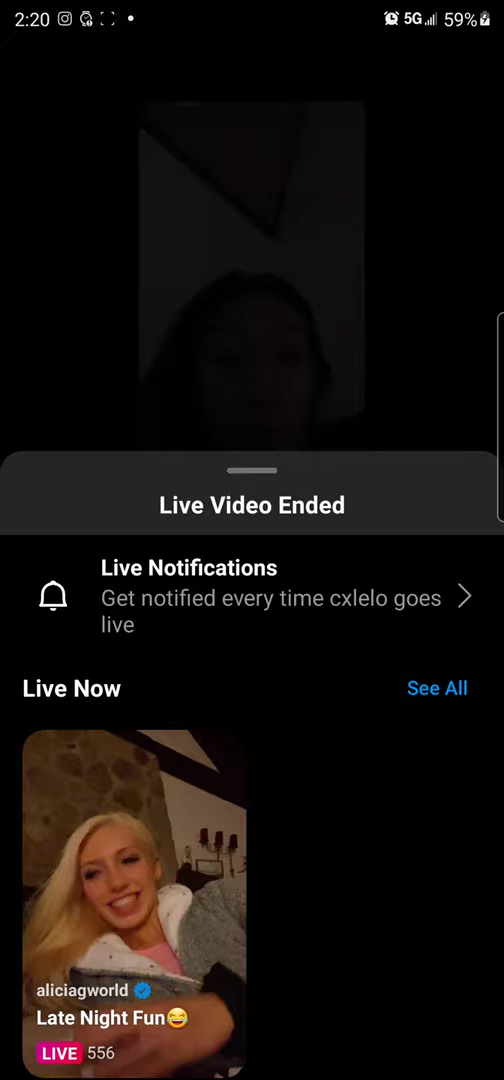 2:20 5G 59%
Live Video Ended
Live Notifications
Get notified every time cxlelo goes
live
Live Now
See All
aliciagworld
Late Night Fun😂
LIVE 556